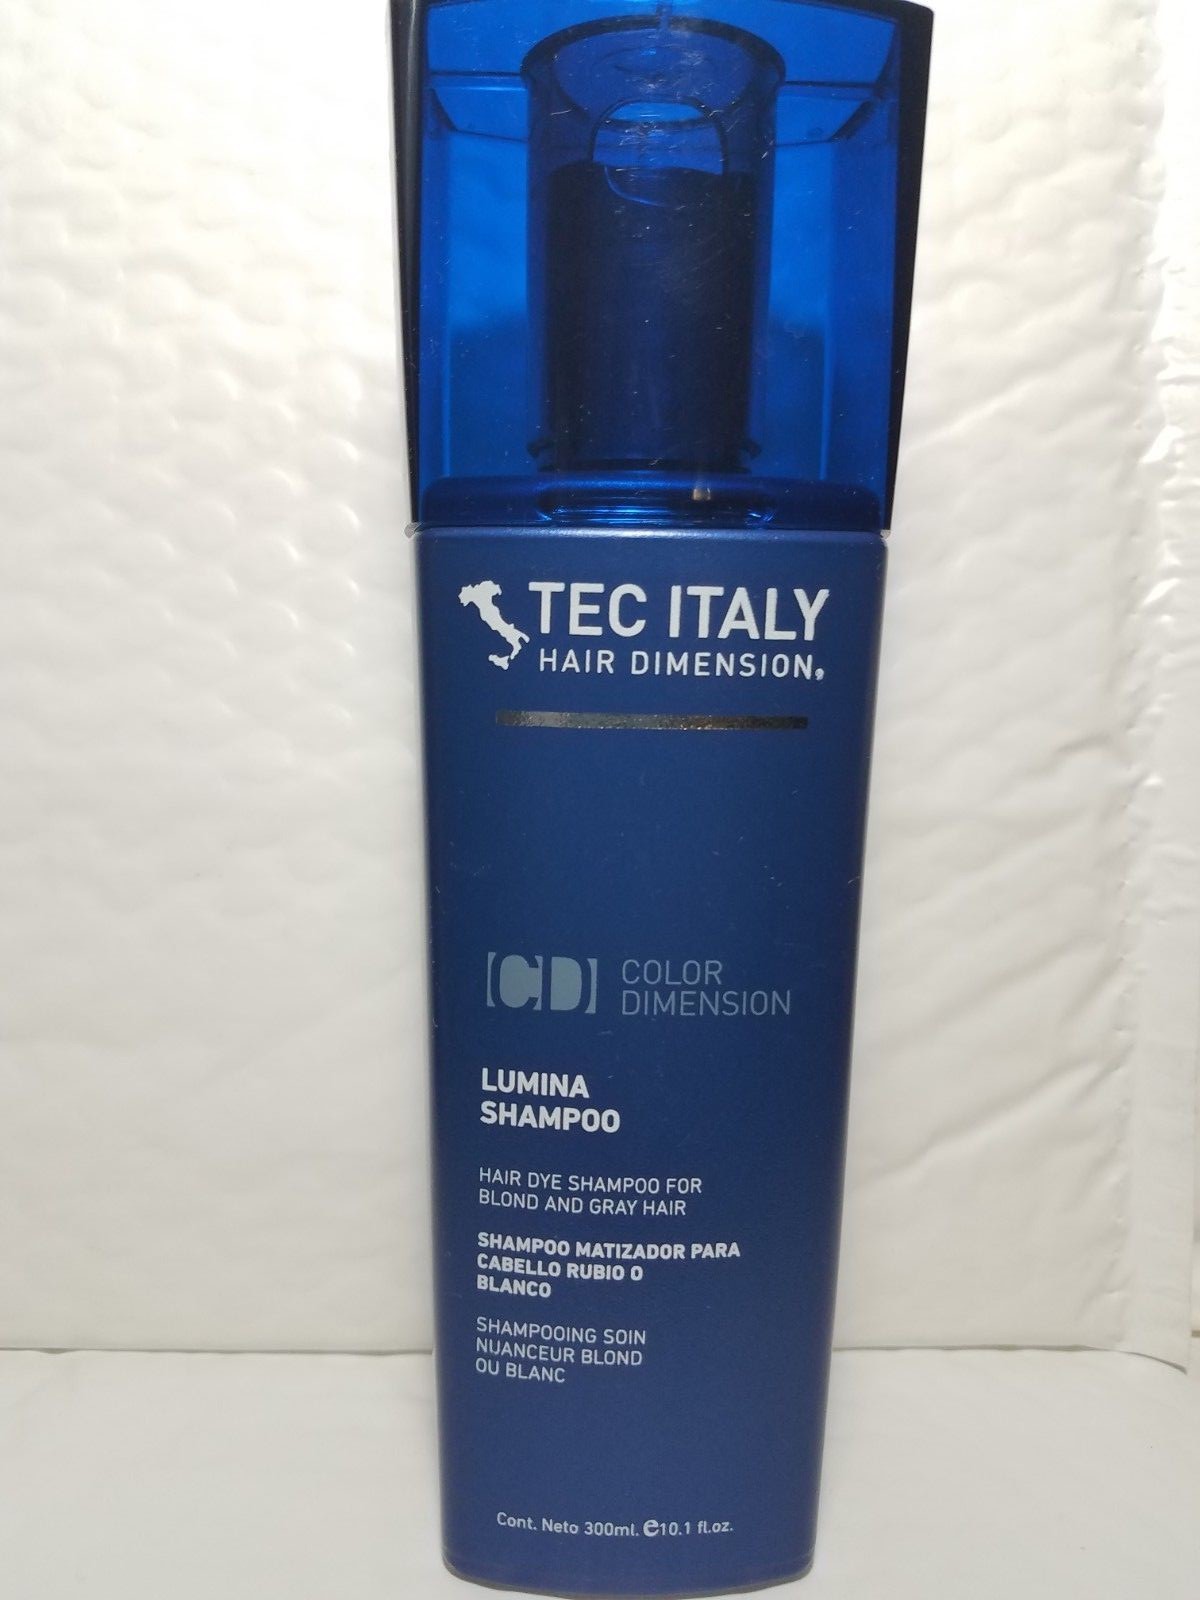 TEC ITALY
HAIR DIMENSION®
[CD] COLOR
DIMENSION
LUMINA
SHAMPOO
HAIR DYE SHAMPOO FOR
BLOND AND GRAY HAIR
SHAMPOO MATIZADOR PARA
CABELLO RUBIO O
BLANCO
SHAMPOOING SOIN
NUANCEUR BLOND
OU BLANC
Cont. Neto 300ml. ℮10.1 fl.oz.